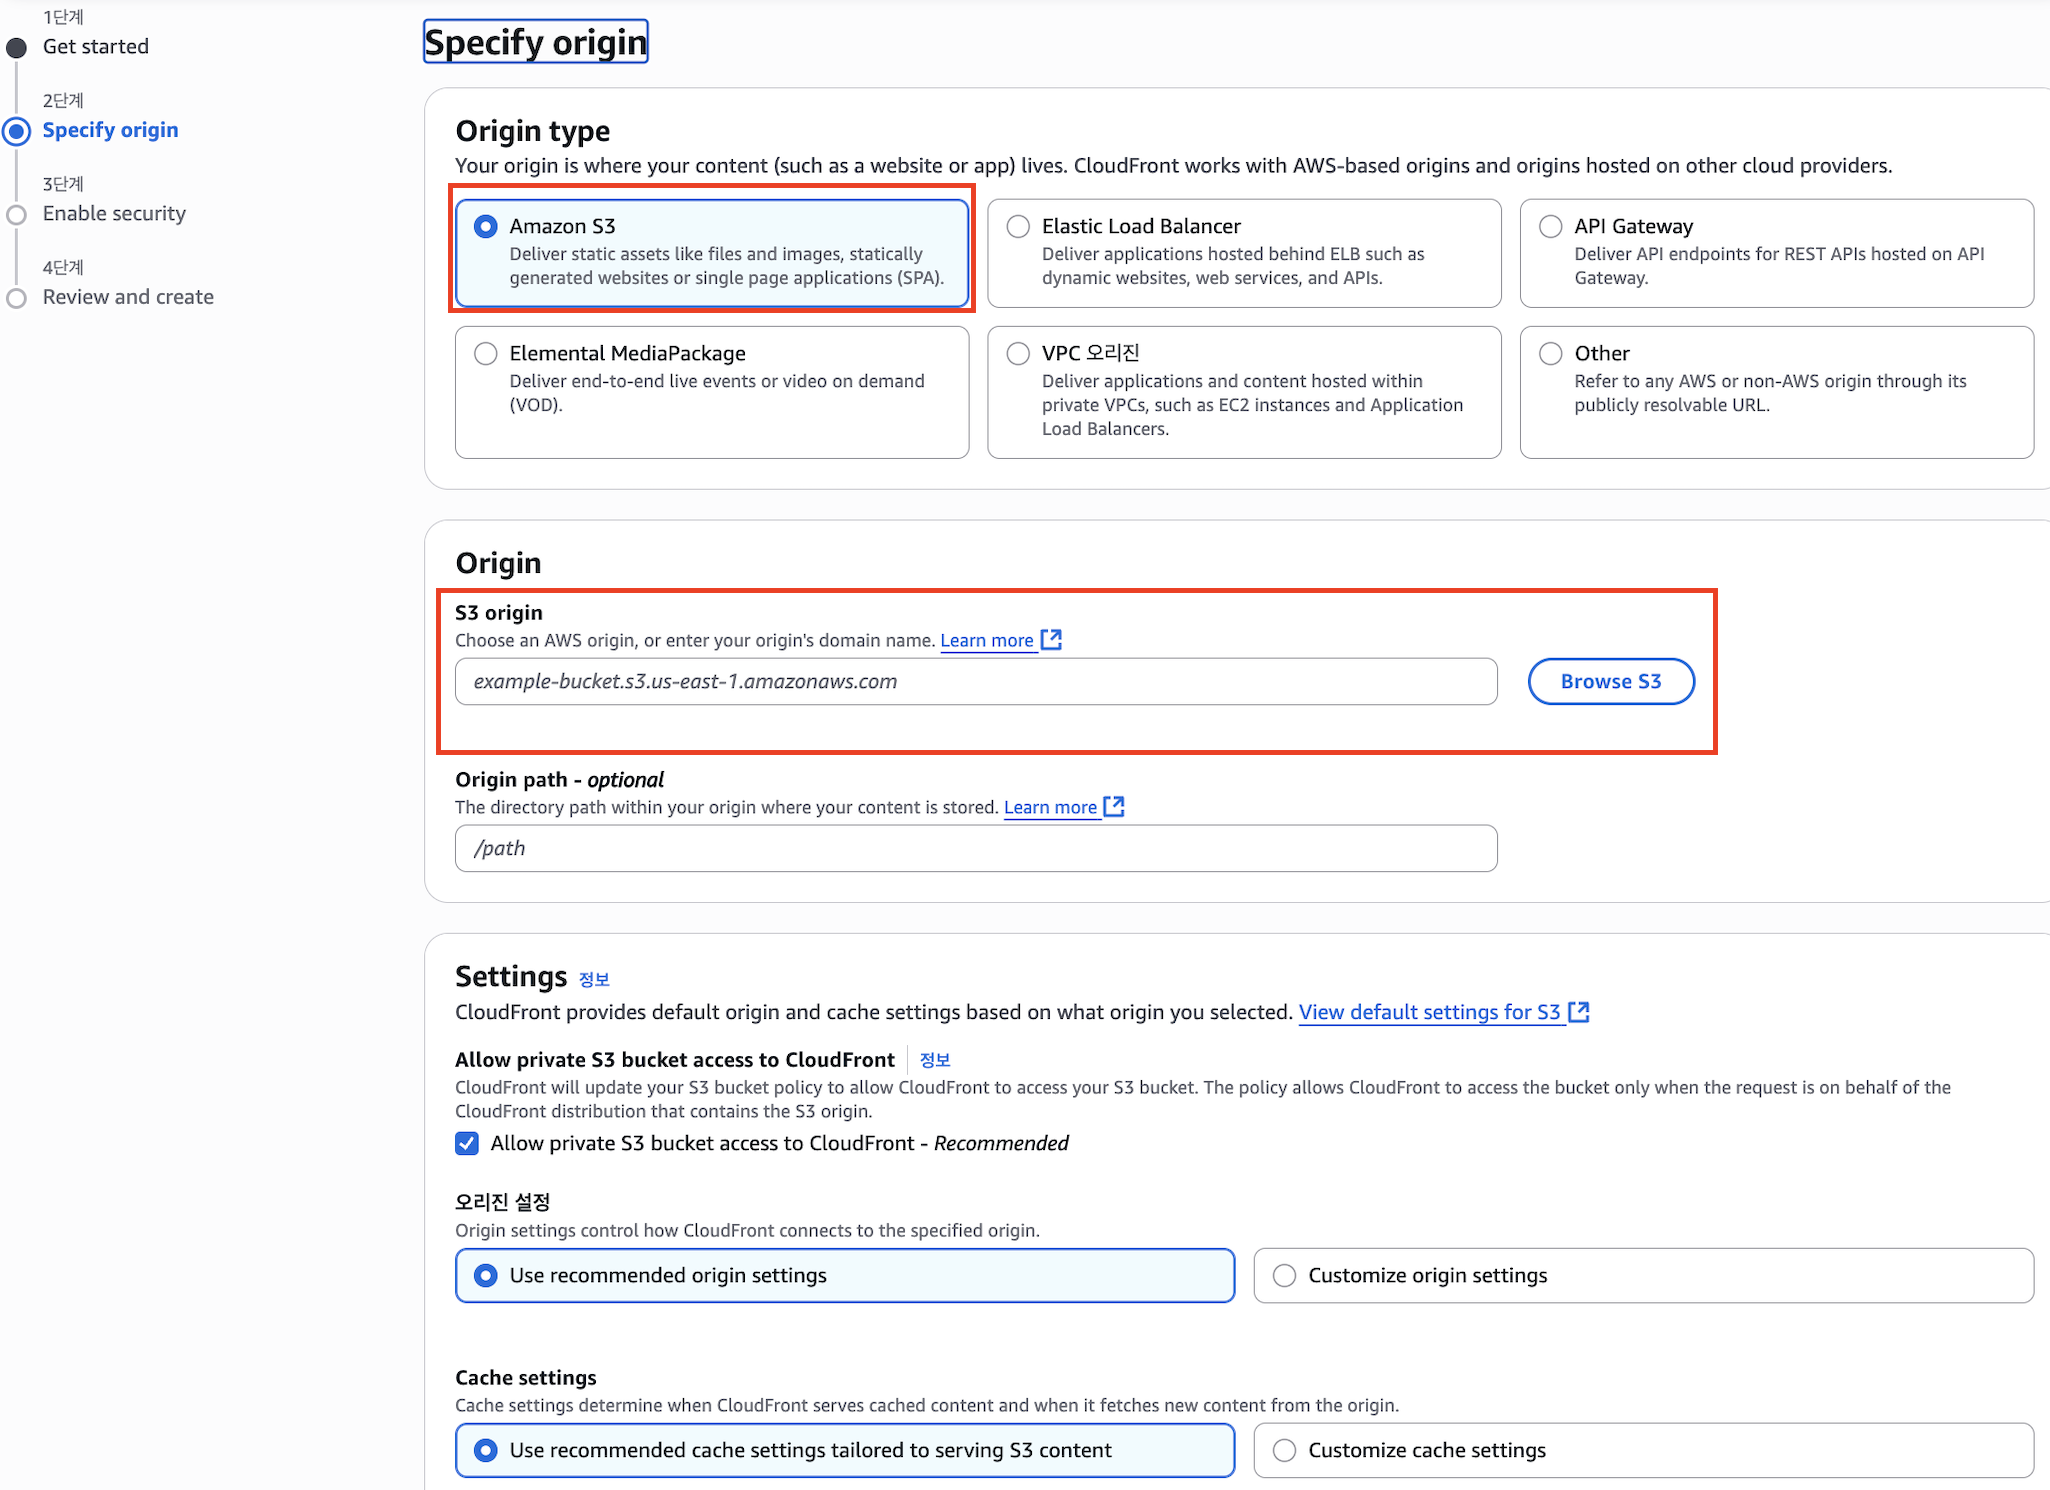 1단계
Get started
2단계
Specify origin
3단계
Enable security
4단계
Review and create
Specify origin
Origin type
Your origin is where your content (such as a website or app) lives. CloudFront works with AWS-based origins and origins hosted on other cloud providers.
Amazon S3
Deliver static assets like files and images, statically
generated websites or single page applications (SPA).
Elastic Load Balancer
Deliver applications hosted behind ELB such as
dynamic websites, web services, and APIs.
API Gateway
Deliver API endpoints for REST APIs hosted on API
Gateway.
Elemental MediaPackage
Deliver end-to-end live events or video on demand
(VOD).
VPC 오리진
Deliver applications and content hosted within
private VPCs, such as EC2 instances and Application
Load Balancers.
Other
Refer to any AWS or non-AWS origin through its
publicly resolvable URL.
Origin
S3 origin
Choose an AWS origin, or enter your origin's domain name. Learn more
example-bucket.s3.us-east-1.amazonaws.com
Browse S3
Origin path - optional
The directory path within your origin where your content is stored. Learn more
/path
Settings 정보
CloudFront provides default origin and cache settings based on what origin you selected. View default settings for S3
Allow private S3 bucket access to CloudFront 정보
CloudFront will update your S3 bucket policy to allow CloudFront to access your S3 bucket. The policy allows CloudFront to access the bucket only when the request is on behalf of the
CloudFront distribution that contains the S3 origin.
Allow private S3 bucket access to CloudFront - Recommended
오리진 설정
Origin settings control how CloudFront connects to the specified origin.
Use recommended origin settings
Customize origin settings
Cache settings
Cache settings determine when CloudFront serves cached content and when it fetches new content from the origin.
Use recommended cache settings tailored to serving S3 content
Customize cache settings